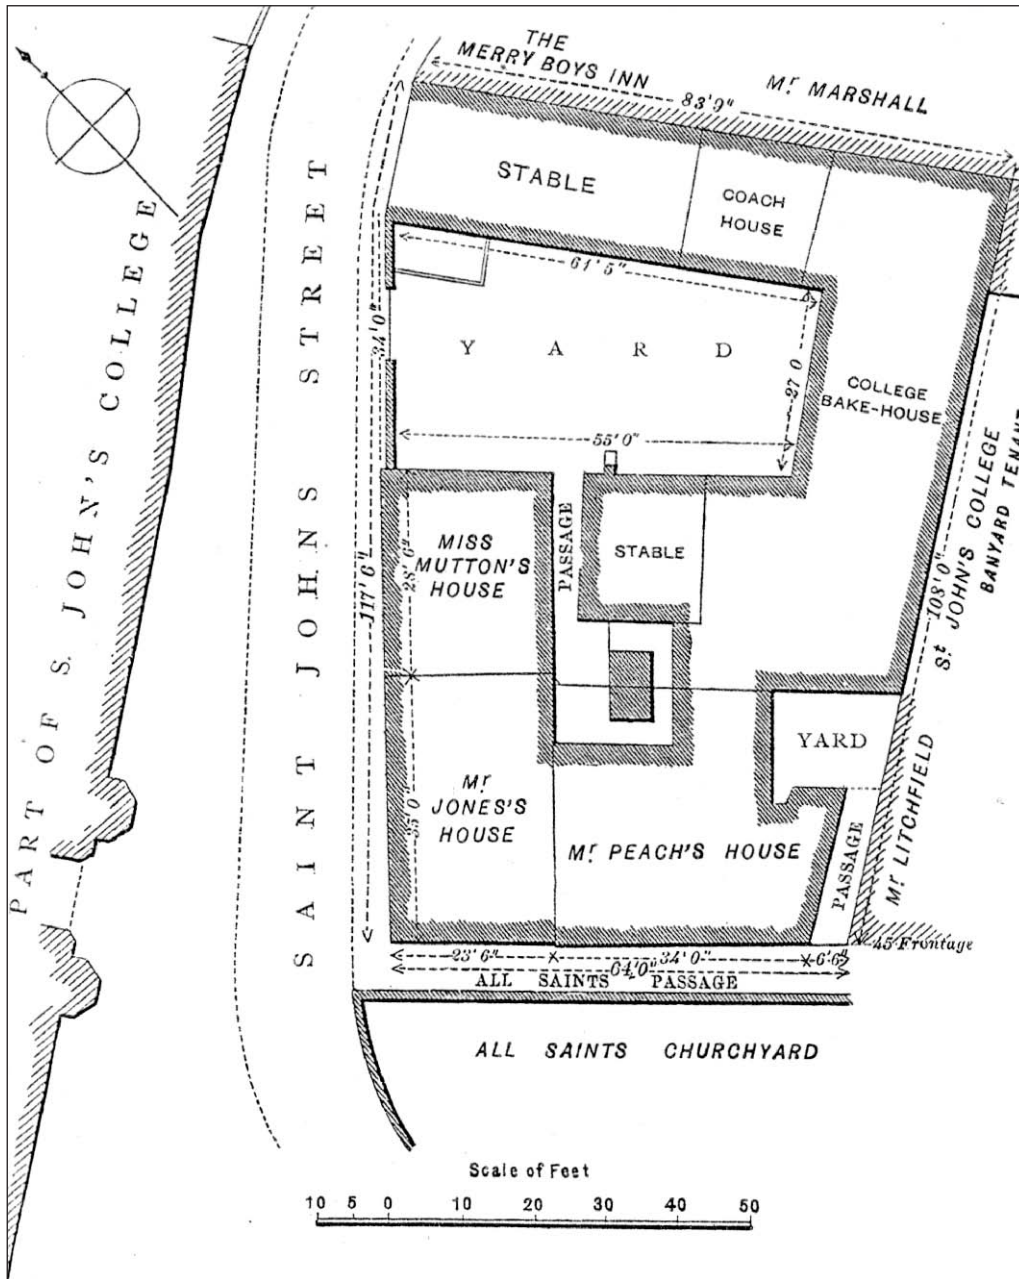 THE
MERRY BOYS INN
Mr MARSHALL
83' 9"
STABLE
COACH
HOUSE
61' 5"
34' 0"
YARD
27 0
COLLEGE
BAKE-HOUSE
55' 0"
PART OF S. JOHN'S COLLEGE
SAINT JOHNS STREET
117' 6"
MISS
MUTTON'S
HOUSE
28' 6"
PASSAGE
STABLE
St JOHN'S COLLEGE
BANYARD TENANT
108' 0"
YARD
Mr
JONES'S
HOUSE
35' 0
Mr PEACH'S HOUSE
PASSAGE
Mr LITCHFIELD
45 Frontage
23' 6"
34' 0"
6' 6"
64' 0"
ALL SAINTS PASSAGE
ALL SAINTS CHURCHYARD
Scale of Feet
10 5 0 10 20 30 40 50